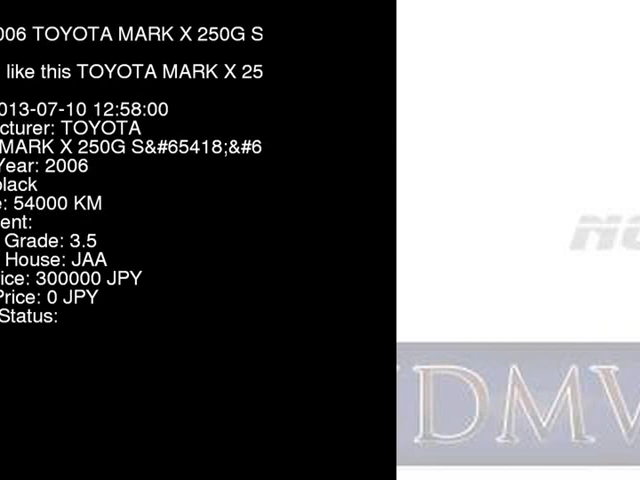 006 TOYOTA MARK X 250G S
like this TOYOTA MARK X 25
013-07-10 12:58:00
cturer: TOYOTA
MARK X 250G S&#65418;&#6
Year: 2006
black
e: 54000 KM
ent:
Grade: 3.5
House: JAA
ice: 300000 JPY
Price: 0 JPY
Status:
NO
DMV